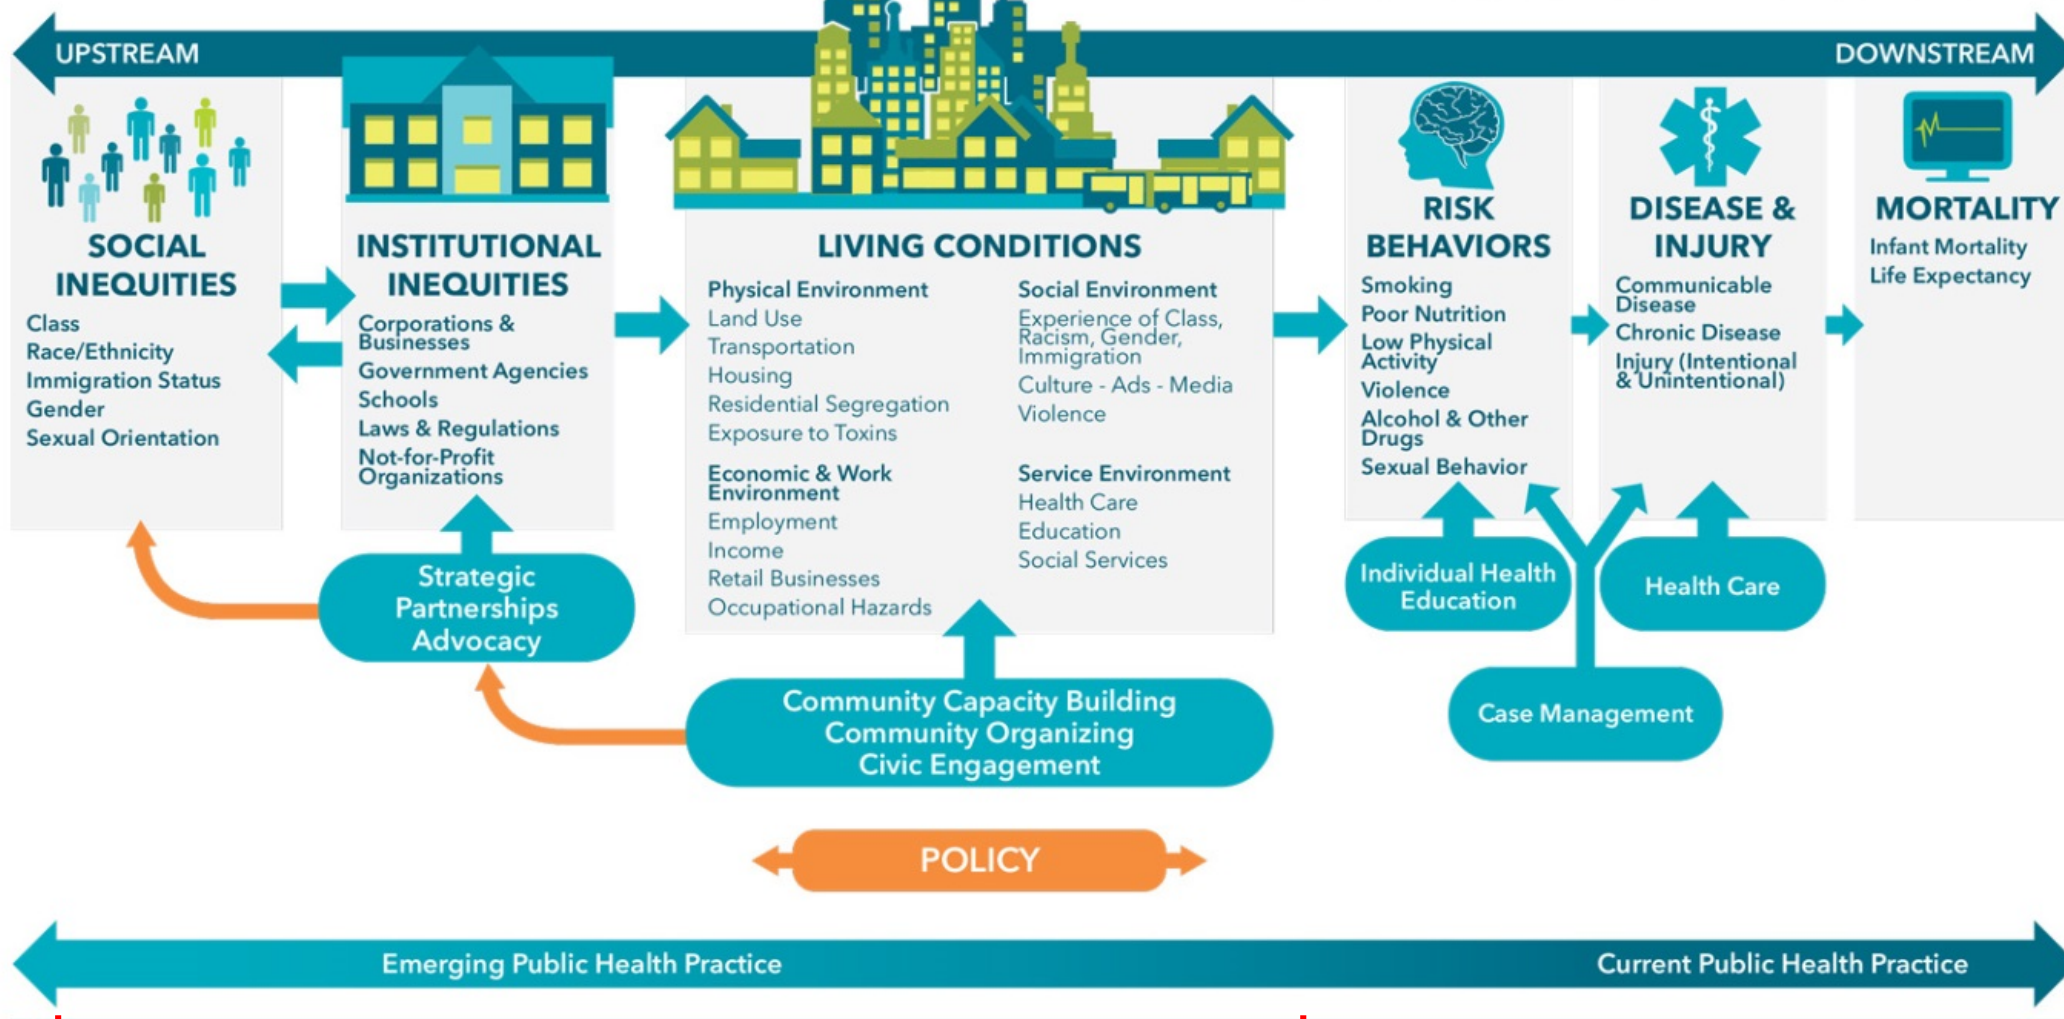 UPSTREAM
DOWNSTREAM
SOCIAL
INEQUITIES
Class
Race/Ethnicity
Immigration Status
Gender
Sexual Orientation
INSTITUTIONAL
INEQUITIES
Corporations &
Businesses
Government Agencies
Schools
Laws & Regulations
Not-for-Profit
Organizations
LIVING CONDITIONS
Physical Environment
Land Use
Transportation
Housing
Residential Segregation
Exposure to Toxins
Economic & Work
Environment
Employment
Income
Retail Businesses
Occupational Hazards
Social Environment
Experience of Class,
Racism, Gender,
Immigration
Culture - Ads - Media
Violence
Service Environment
Health Care
Education
Social Services
RISK
BEHAVIORS
Smoking
Poor Nutrition
Low Physical
Activity
Violence
Alcohol & Other
Drugs
Sexual Behavior
DISEASE &
INJURY
Communicable
Disease
Chronic Disease
Injury (Intentional
& Unintentional)
MORTALITY
Infant Mortality
Life Expectancy
Strategic
Partnerships
Advocacy
Community Capacity Building
Community Organizing
Civic Engagement
Individual Health
Education
Health Care
Case Management
POLICY
Emerging Public Health Practice
Current Public Health Practice